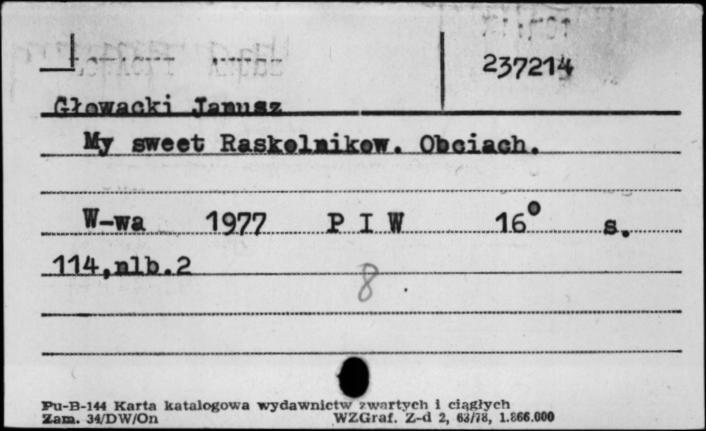 237214
Głowacki Janusz
My sweet Raskolnikow. Obciach.
W-wa 1977 P I W 16° s.
114,nlb.2
8
Pu-B-144 Karta katalogowa wydawnictw zwartych i ciągłych
Zam. 34/DW/On WZGraf. Z-d 2, 63/78, 1.866.000